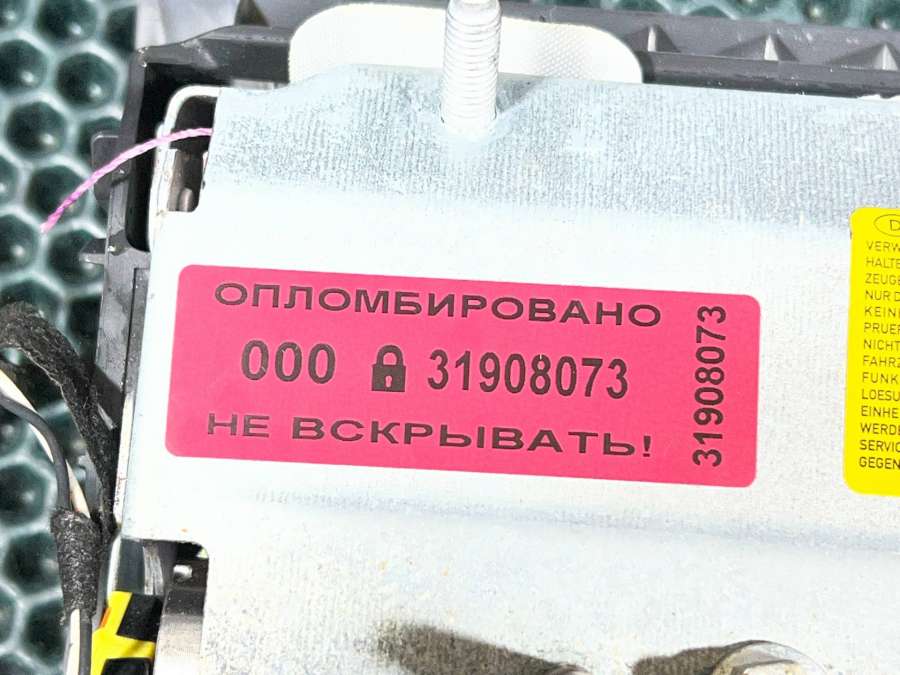 ОПЛОМБИРОВАНО
000 31908073
НЕ ВСКРЫВАТЬ!
31908073
D
VERW
HALTE
ZEUGE
NUR D
KEINE
PRUEF
NICHT
FAHRZ
FUNK
LOESU
EINHE
WERDE
SERVIC
GEGEN